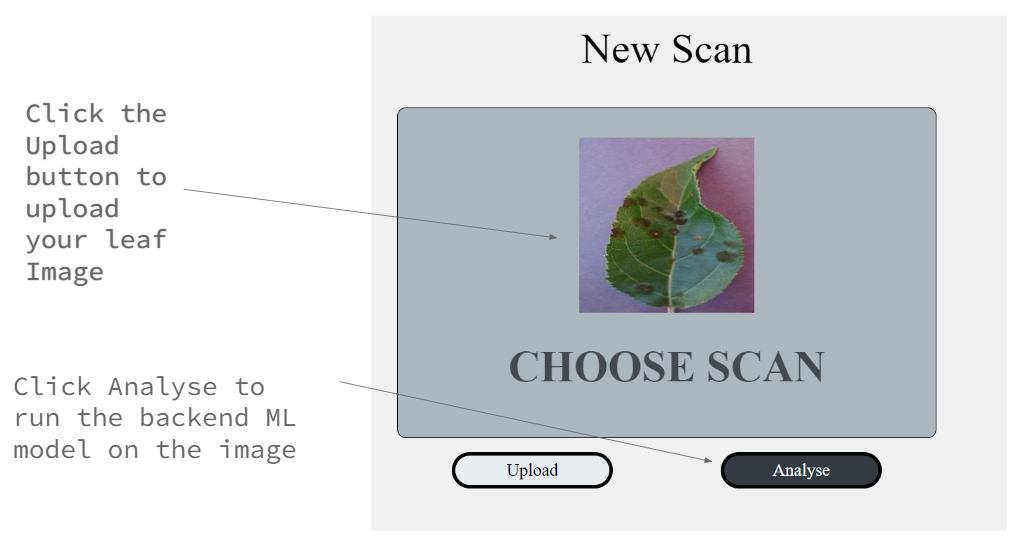 New Scan
Click the
Upload
button to
upload
your leaf
Image
CHOOSE SCAN
Click Analyse to
run the backend ML
model on the image
Upload
Analyse